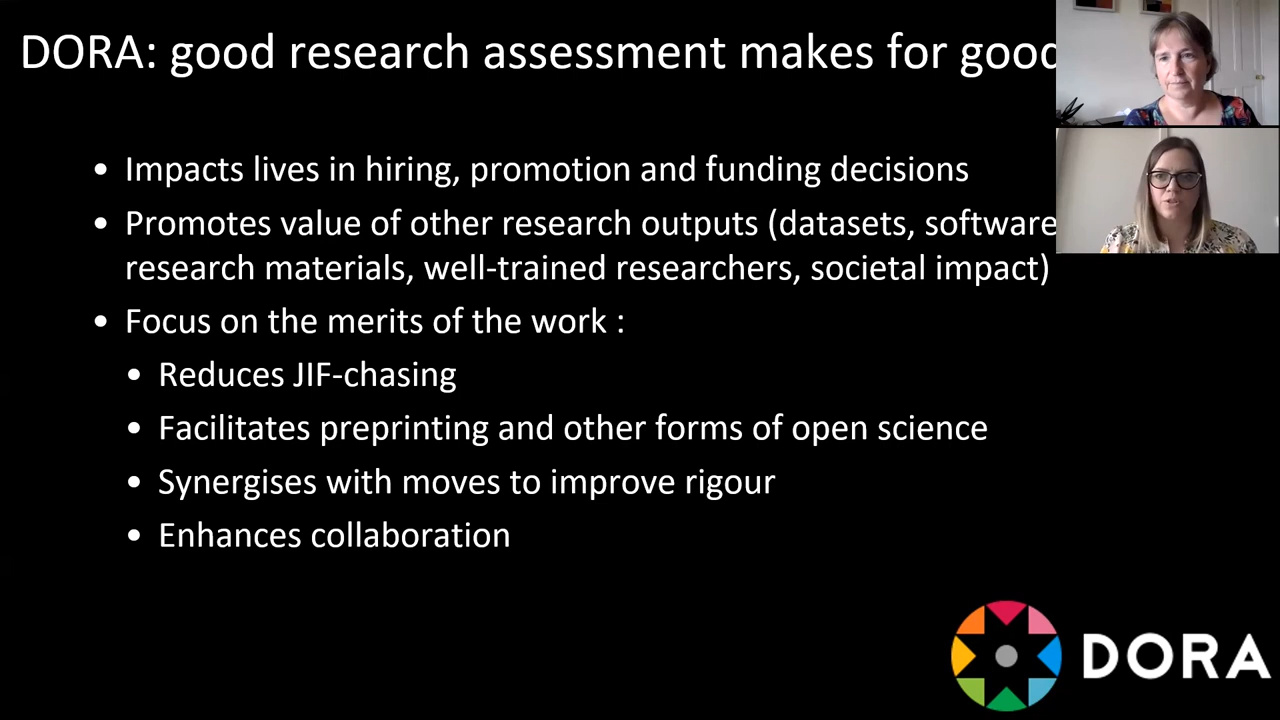 DORA: good research assessment makes for good
• Impacts lives in hiring, promotion and funding decisions
• Promotes value of other research outputs (datasets, software
research materials, well-trained researchers, societal impact)
• Focus on the merits of the work :
• Reduces JIF-chasing
• Facilitates preprinting and other forms of open science
• Synergises with moves to improve rigour
• Enhances collaboration
DORA